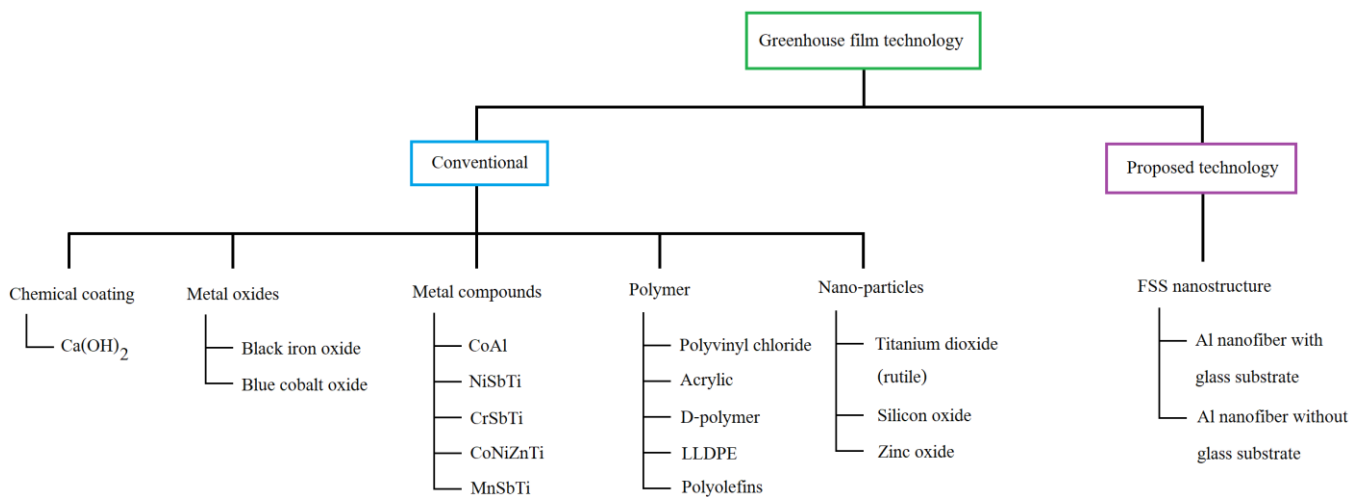 Greenhouse film technology
Conventional
Proposed technology
Chemical coating
Ca(OH)₂
Metal oxides
Black iron oxide
Blue cobalt oxide
Metal compounds
CoAl
NiSbTi
CrSbTi
CoNiZnTi
MnSbTi
Polymer
Polyvinyl chloride
Acrylic
D-polymer
LLDPE
Polyolefins
Nano-particles
Titanium dioxide
(rutile)
Silicon oxide
Zinc oxide
FSS nanostructure
Al nanofiber with
glass substrate
Al nanofiber without
glass substrate